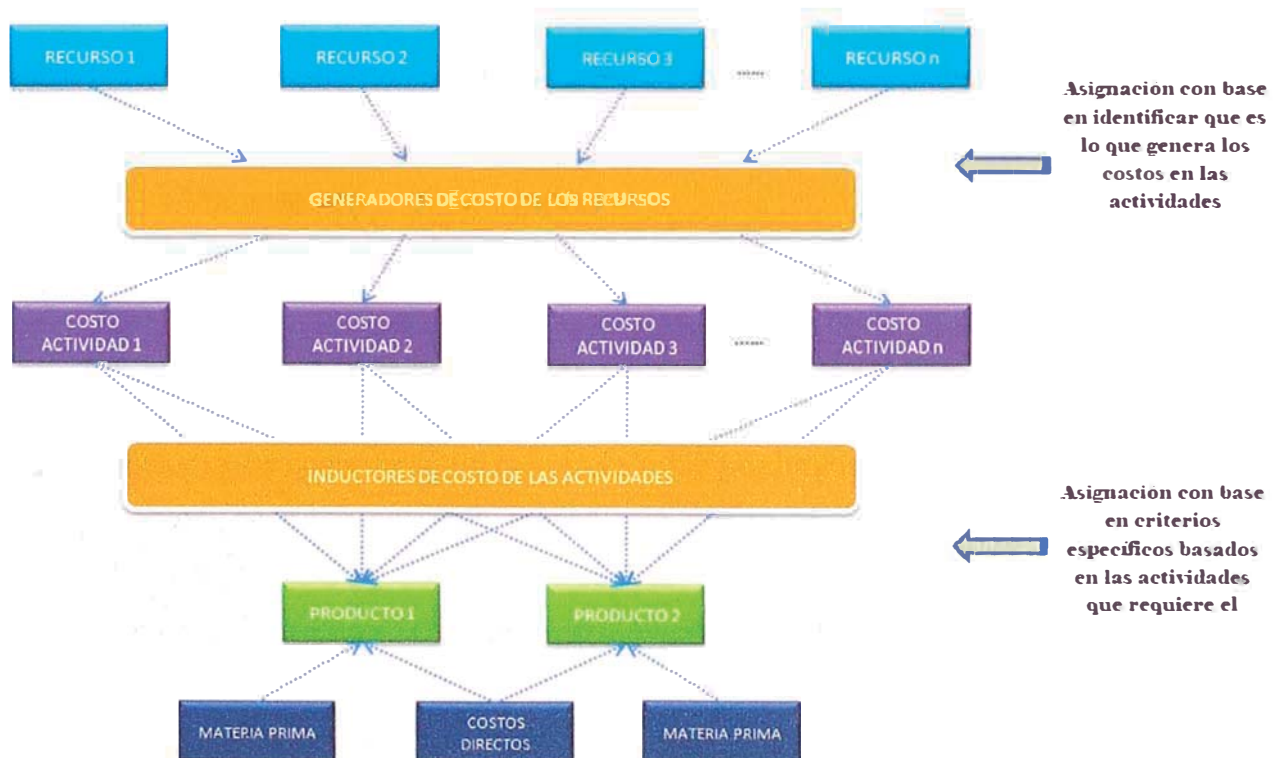 RECURSO 1
RECURSO 2
RECURSO 3
......
RECURSO n
Asignación con base
en identificar que es
lo que genera los
costos en las
actividades
GENERADORES DE COSTO DE LOS RECURSOS
COSTO
ACTIVIDAD 1
COSTO
ACTIVIDAD 2
COSTO
ACTIVIDAD 3
......
COSTO
ACTIVIDAD n
INDUCTORES DE COSTO DE LAS ACTIVIDADES
Asignación con base
en criterios
específicos basados
en las actividades
que requiere el
PRODUCTO 1
PRODUCTO 2
MATERIA PRIMA
COSTOS
DIRECTOS
MATERIA PRIMA